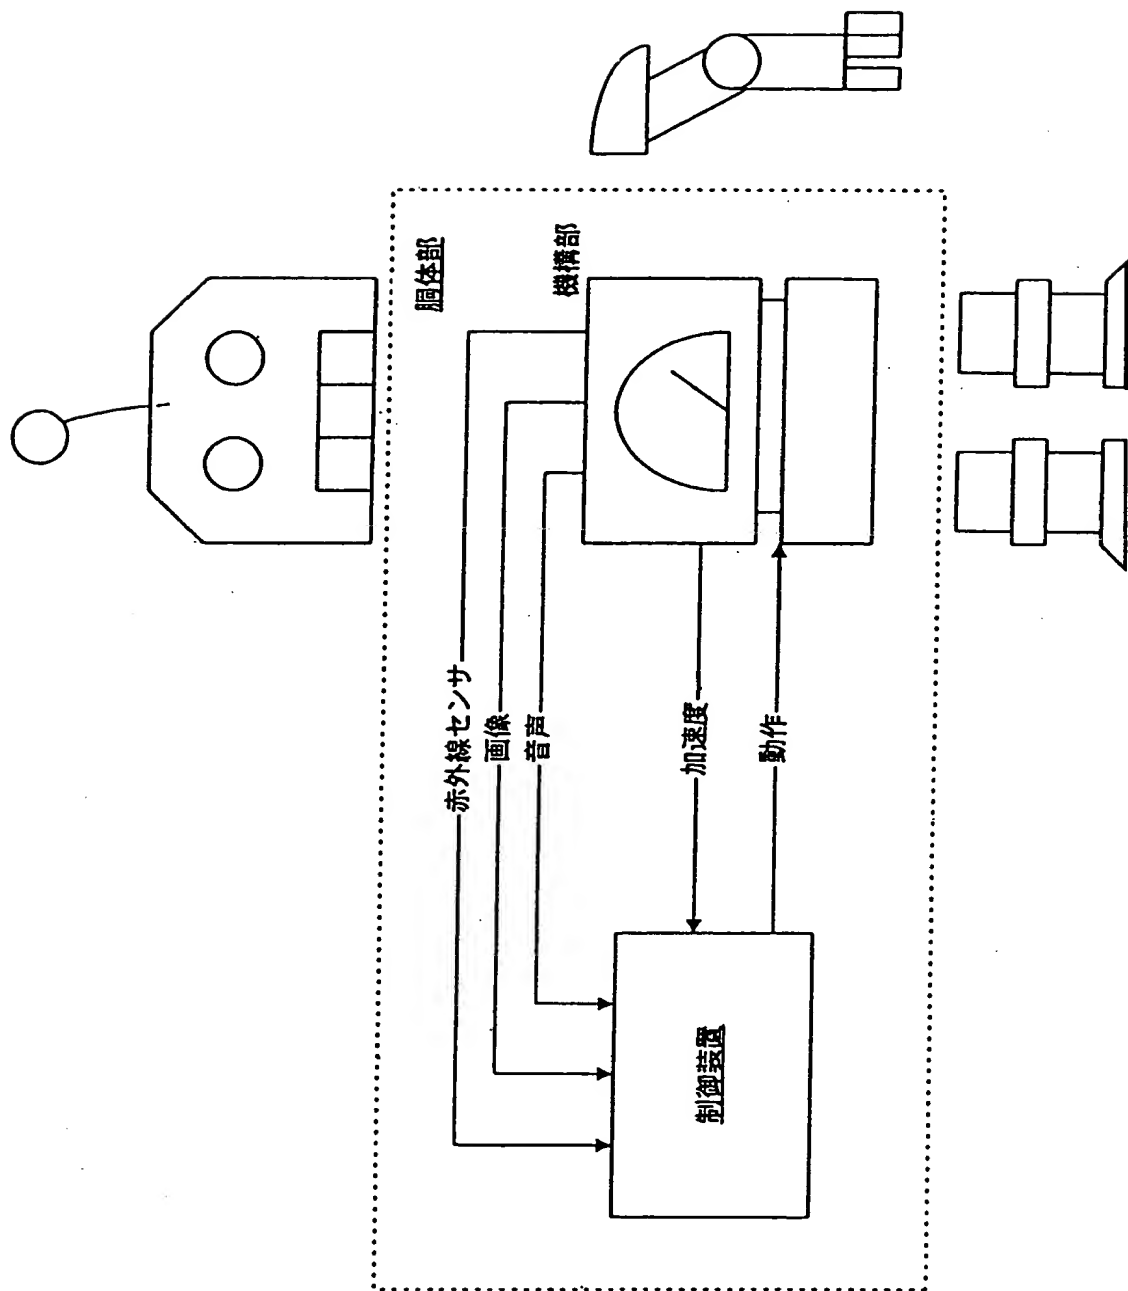 胴体部
機構部
赤外線センサ
画像
音声
加速度
動作
制御装置